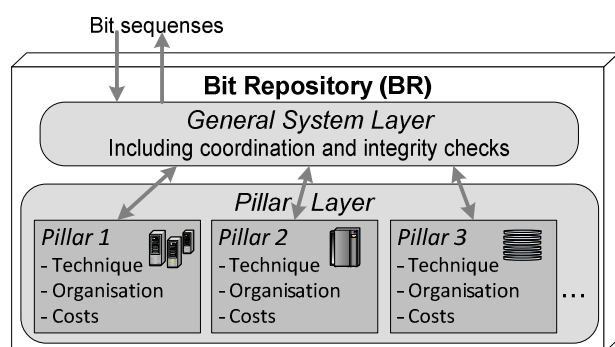 Bit sequenses
Bit Repository (BR)
General System Layer
Including coordination and integrity checks
Pillar Layer
Pillar 1
- Technique
- Organisation
- Costs
Pillar 2
- Technique
- Organisation
- Costs
Pillar 3
- Technique
- Organisation
- Costs
...